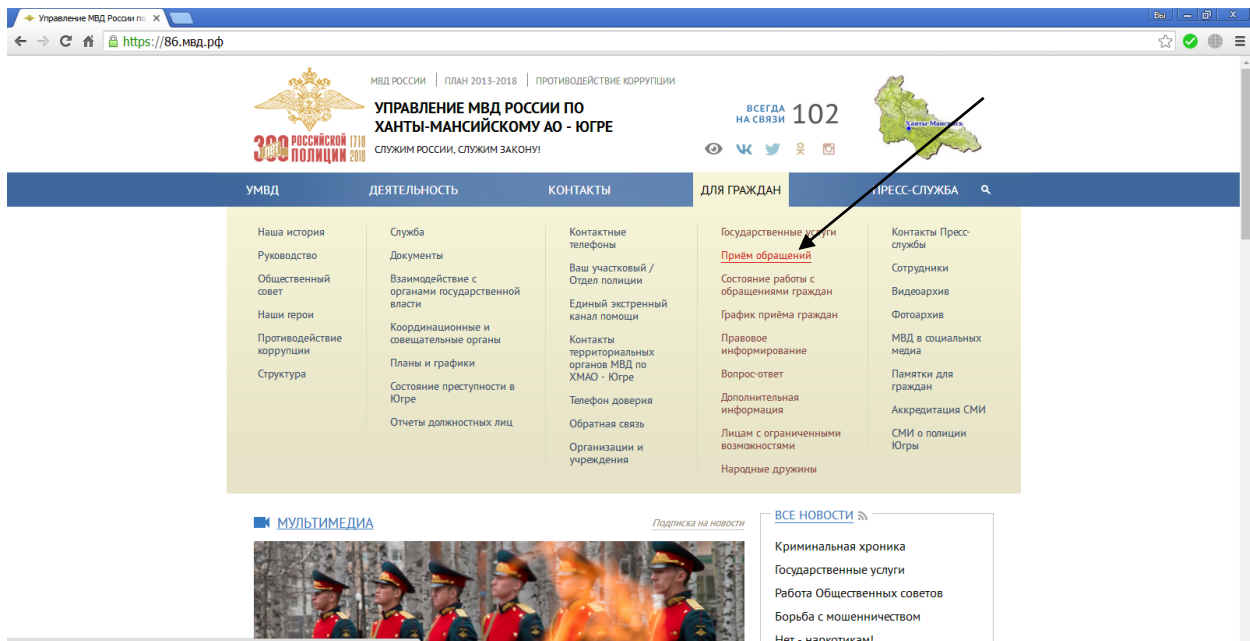 Управление МВД России по
Вы
https://86.мвд.рф
МВД РОССИИ
ПЛАН 2013-2018
ПРОТИВОДЕЙСТВИЕ КОРРУПЦИИ
УПРАВЛЕНИЕ МВД РОССИИ ПО
ХАНТЫ-МАНСИЙСКОМУ АО - ЮГРЕ
СЛУЖИМ РОССИИ, СЛУЖИМ ЗАКОНУ!
300 лет РОССИЙСКОЙ 1718
ПОЛИЦИИ 2018
ВСЕГДА
НА СВЯЗИ 102
Ханты-Мансийск
УМВД
ДЕЯТЕЛЬНОСТЬ
КОНТАКТЫ
ДЛЯ ГРАЖДАН
ПРЕСС-СЛУЖБА
Наша история
Руководство
Общественный
совет
Наши герои
Противодействие
коррупции
Структура
Служба
Документы
Взаимодействие с
органами государственной
власти
Координационные и
совещательные органы
Планы и графики
Состояние преступности в
Югре
Отчеты должностных лиц
Контактные
телефоны
Ваш участковый /
Отдел полиции
Единый экстренный
канал помощи
Контакты
территориальных
органов МВД по
ХМАО - Югре
Телефон доверия
Обратная связь
Организации и
учреждения
Государственные услуги
Приём обращений
Состояние работы с
обращениями граждан
График приёма граждан
Правовое
информирование
Вопрос-ответ
Дополнительная
информация
Лицам с ограниченными
возможностями
Народные дружины
Контакты Пресс-
службы
Сотрудники
Видеоархив
Фотоархив
МВД в социальных
медиа
Памятки для
граждан
Аккредитация СМИ
СМИ о полиции
Югры
МУЛЬТИМЕДИА
Подписка на новости
ВСЕ НОВОСТИ
Криминальная хроника
Государственные услуги
Работа Общественных советов
Борьба с мошенничеством
Нет - наркотикам!